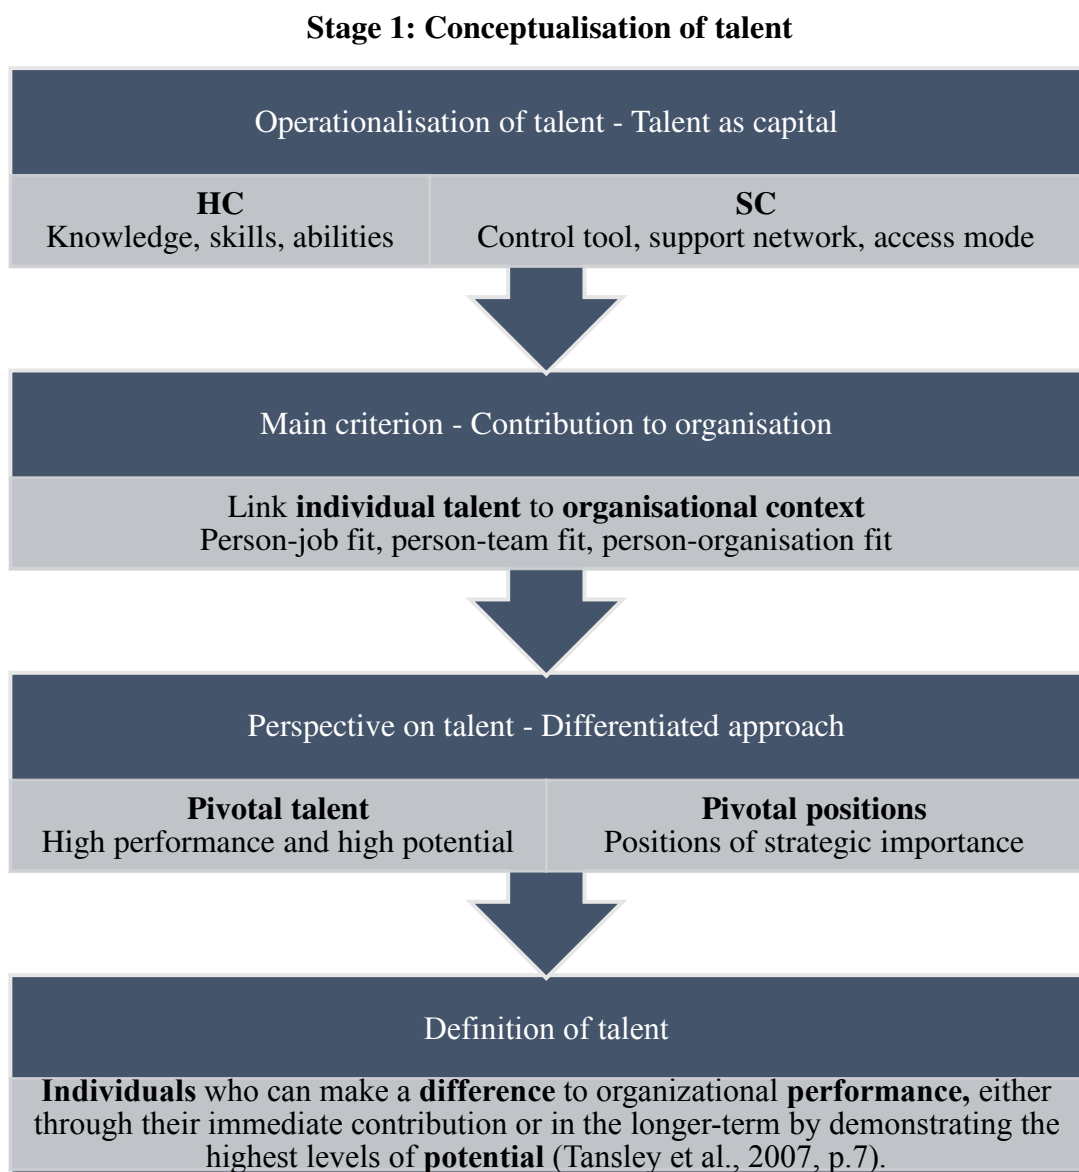 Stage 1: Conceptualisation of talent
Operationalisation of talent - Talent as capital
HC
Knowledge, skills, abilities
SC
Control tool, support network, access mode
Main criterion - Contribution to organisation
Link individual talent to organisational context
Person-job fit, person-team fit, person-organisation fit
Perspective on talent - Differentiated approach
Pivotal talent
High performance and high potential
Pivotal positions
Positions of strategic importance
Definition of talent
Individuals who can make a difference to organizational performance, either
through their immediate contribution or in the longer-term by demonstrating the
highest levels of potential (Tansley et al., 2007, p.7).